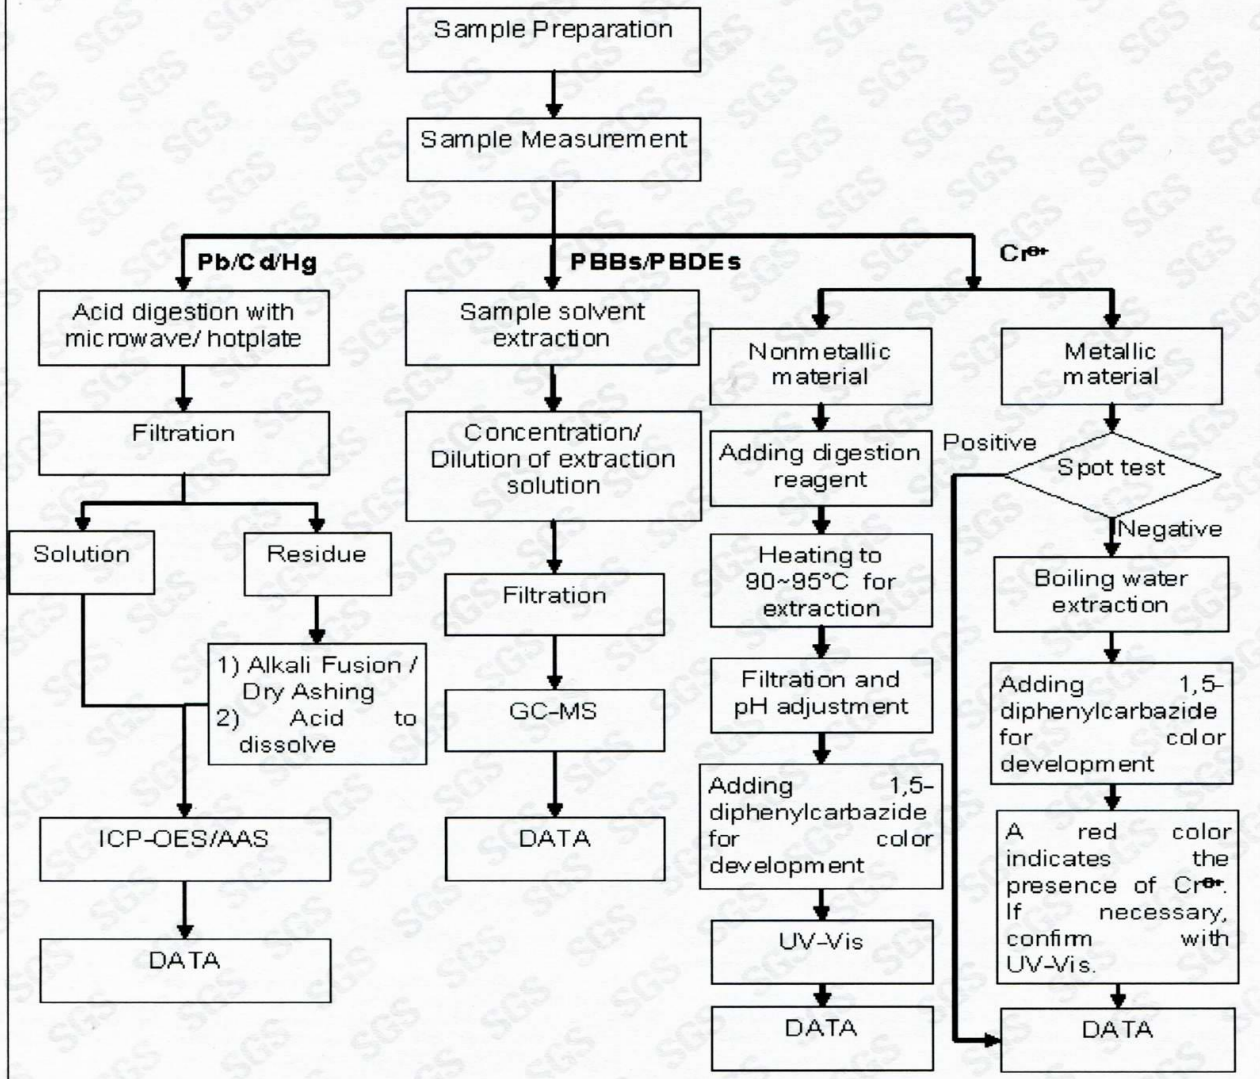 Sample Preparation
Sample Measurement
Pb/Cd/Hg
PBBs/PBDEs
Cr⁶⁺
Acid digestion with
microwave/ hotplate
Filtration
Solution
Residue
1) Alkali Fusion /
Dry Ashing
2) Acid to
dissolve
ICP-OES/AAS
DATA
Sample solvent
extraction
Concentration/
Dilution of extraction
solution
Filtration
GC-MS
DATA
Nonmetallic
material
Adding digestion
reagent
Heating to
90~95°C for
extraction
Filtration and
pH adjustment
Adding 1,5-
diphenylcarbazide
for color
development
UV-Vis
DATA
Metallic
material
Spot test
Positive
Negative
Boiling water
extraction
Adding 1,5-
diphenylcarbazide
for color
development
A red color
indicates the
presence of Cr⁶⁺.
If necessary,
confirm with
UV-Vis.
DATA
SGS